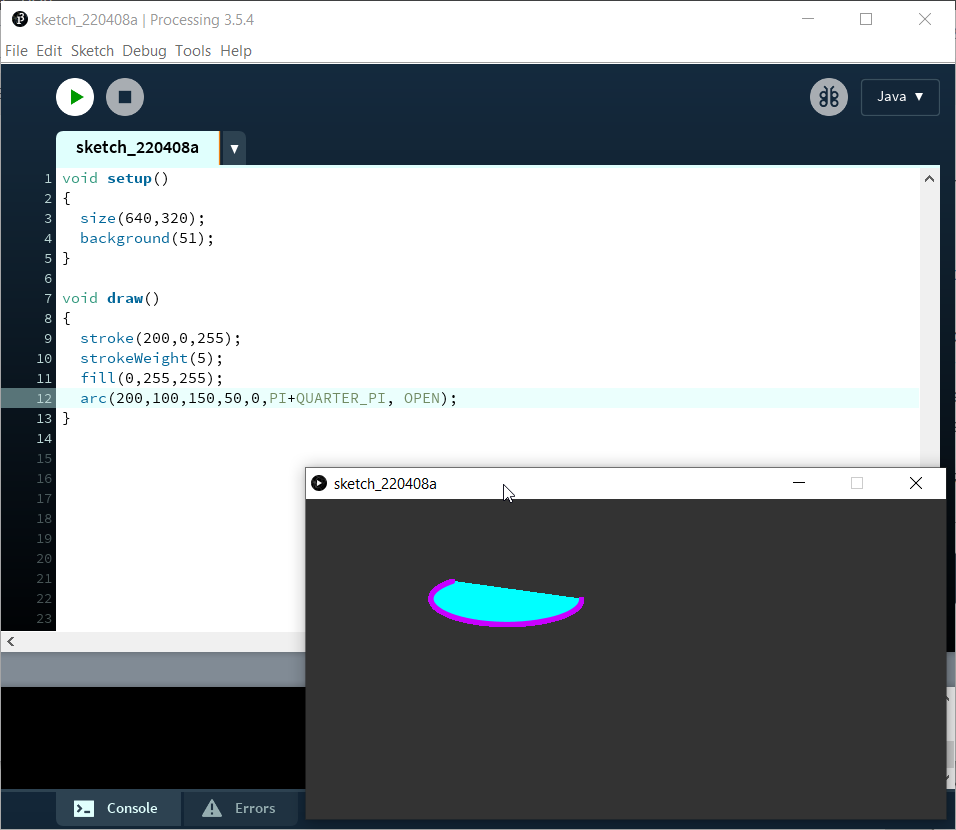 sketch_220408a | Processing 3.5.4
File Edit Sketch Debug Tools Help
Java ▼
sketch_220408a ▼
1 void setup()
2 {
3   size(640,320);
4   background(51);
5 }
6
7 void draw()
8 {
9   stroke(200,0,255);
10   strokeWeight(5);
11   fill(0,255,255);
12   arc(200,100,150,50,0,PI+QUARTER_PI, OPEN);
13 }
14
15
16
17
18
19
20
21
22
23
sketch_220408a
Console Errors